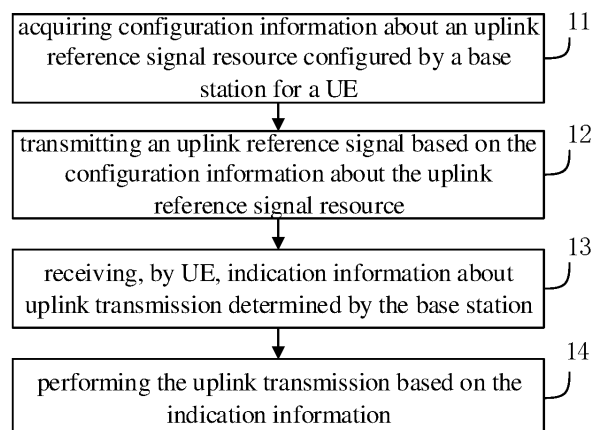 acquiring configuration information about an uplink
reference signal resource configured by a base
station for a UE
11
transmitting an uplink reference signal based on the
configuration information about the uplink
reference signal resource
12
receiving, by UE, indication information about
uplink transmission determined by the base station
13
performing the uplink transmission based on the
indication information
14